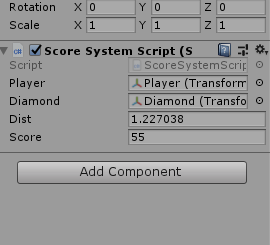 Rotation X 0 Y 0 Z 0
Scale X 1 Y 1 Z 1
Score System Script (S
Script ScoreSystemScrip
Player Player (Transform
Diamond Diamond (Transfo
Dist 1.227038
Score 55
Add Component